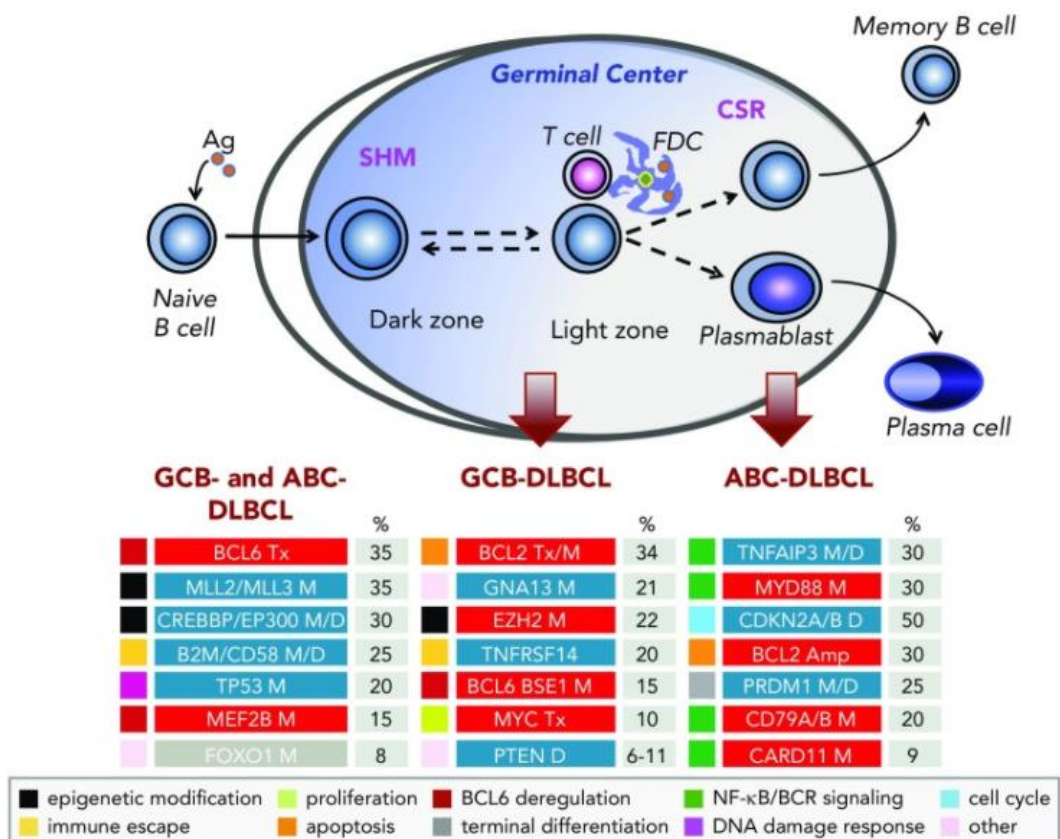 Memory B cell
Germinal Center
CSR
Ag
SHM
T cell
FDC
Naive
B cell
Dark zone
Light zone
Plasmablast
Plasma cell
GCB- and ABC-
DLBCL
GCB-DLBCL
ABC-DLBCL
% % %
BCL6 Tx 35 BCL2 Tx/M 34 TNFAIP3 M/D 30
MLL2/MLL3 M 35 GNA13 M 21 MYD88 M 30
CREBBP/EP300 M/D 30 EZH2 M 22 CDKN2A/B D 50
B2M/CD58 M/D 25 TNFRSF14 20 BCL2 Amp 30
TP53 M 20 BCL6 BSE1 M 15 PRDM1 M/D 25
MEF2B M 15 MYC Tx 10 CD79A/B M 20
FOXO1 M 8 PTEN D 6-11 CARD11 M 9
epigenetic modification proliferation BCL6 deregulation NF-κB/BCR signaling cell cycle
immune escape apoptosis terminal differentiation DNA damage response other